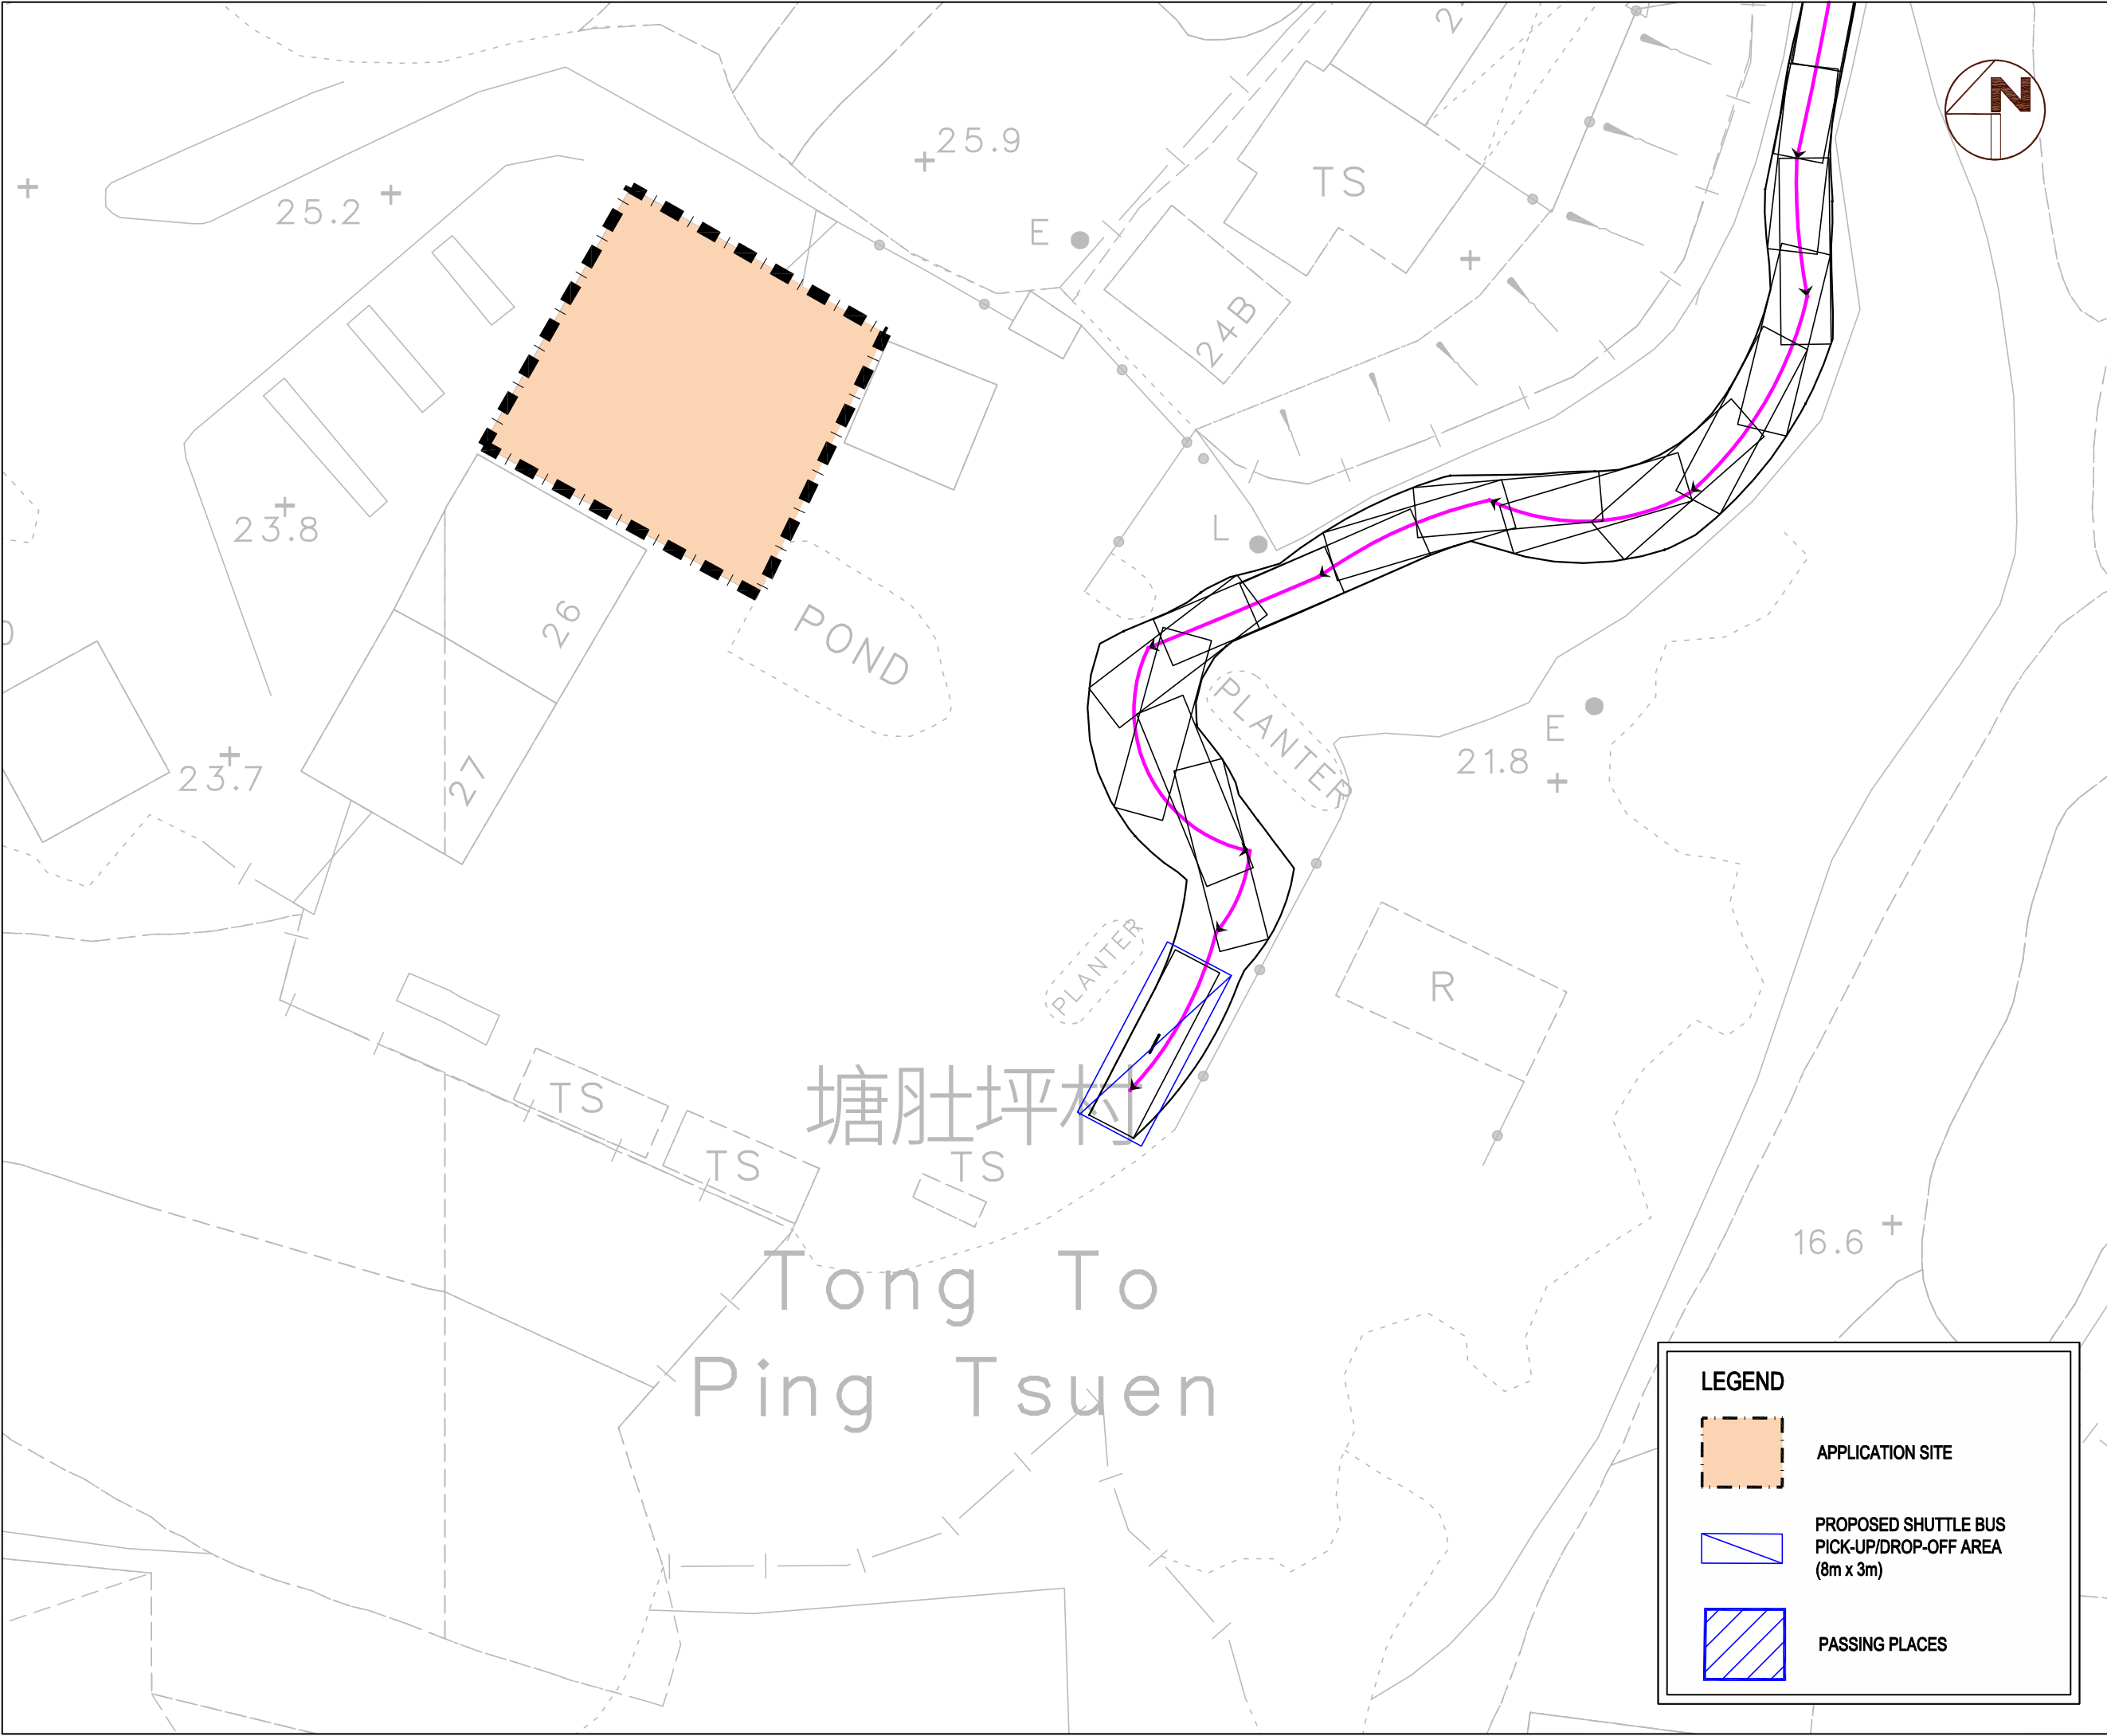 N
25.9
25.2
TS
E
24B
23.8
L
26
POND
PLANTER
E
21.8
23.7
27
PLANTER
R
TS
塘肚坪村
TS
TS
16.6
Tong To
Ping Tsuen
LEGEND
APPLICATION SITE
PROPOSED SHUTTLE BUS
PICK-UP/DROP-OFF AREA
(8m x 3m)
PASSING PLACES